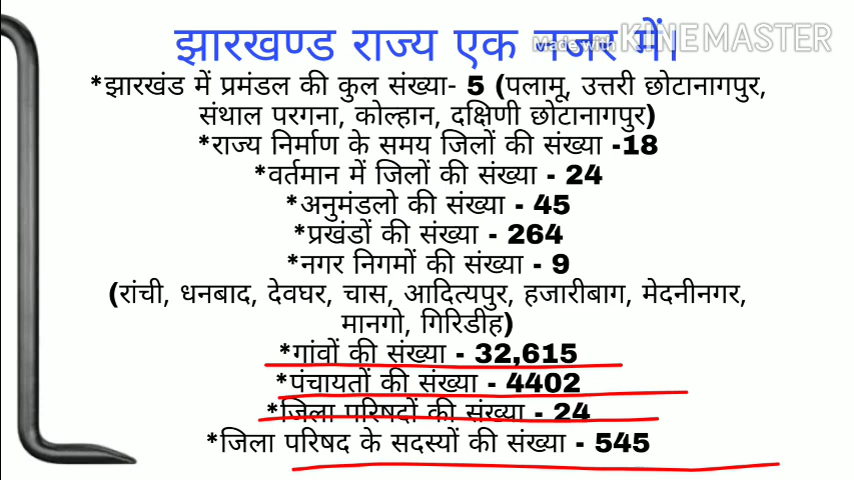 झारखण्ड राज्य एक नजर में।
Made with KINEMASTER
*झारखंड में प्रमंडल की कुल संख्या- 5 (पलामू, उत्तरी छोटानागपुर,
संथाल परगना, कोल्हान, दक्षिणी छोटानागपुर)
*राज्य निर्माण के समय जिलों की संख्या -18
*वर्तमान में जिलों की संख्या - 24
*अनुमंडलो की संख्या - 45
*प्रखंडों की संख्या - 264
*नगर निगमों की संख्या - 9
(रांची, धनबाद, देवघर, चास, आदित्यपुर, हजारीबाग, मेदनीनगर,
मानगो, गिरिडीह)
*गांवों की संख्या - 32,615
*पंचायतों की संख्या - 4402
*जिला परिषदों की संख्या - 24
*जिला परिषद के सदस्यों की संख्या - 545